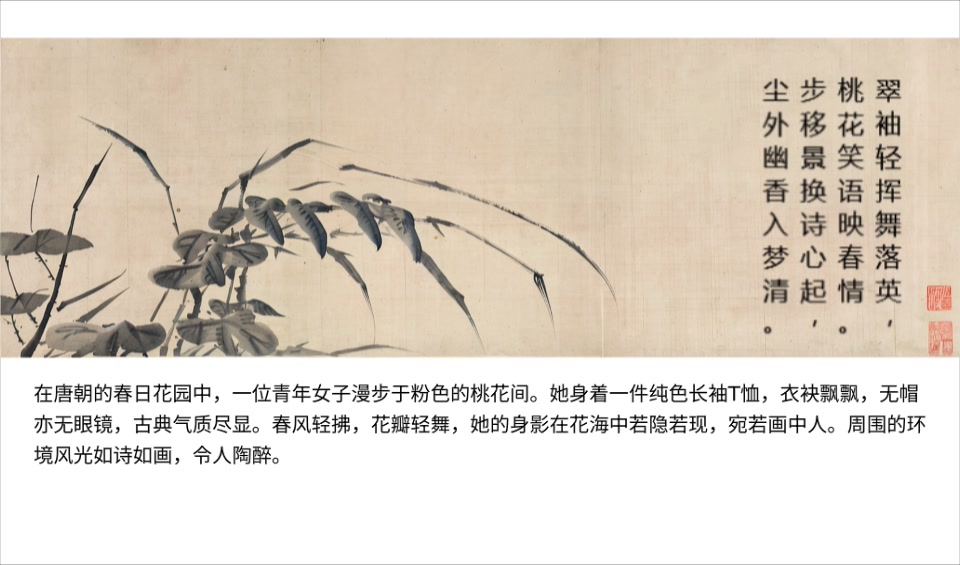 翠袖轻挥舞落英，
桃花笑语映春情。
步移景换诗心起，
尘外幽香入梦清。
在唐朝的春日花园中，一位青年女子漫步于粉色的桃花间。她身着一件纯色长袖T恤，衣袂飘飘，无帽
亦无眼镜，古典气质尽显。春风轻拂，花瓣轻舞，她的身影在花海中若隐若现，宛若画中人。周围的环
境风光如诗如画，令人陶醉。